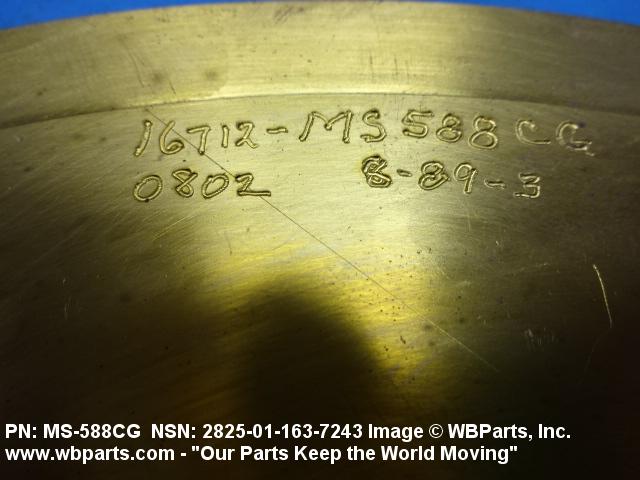 16712-MS588CG
0802 8-89-3
PN: MS-588CG NSN: 2825-01-163-7243 Image © WBParts, Inc.
www.wbparts.com - "Our Parts Keep the World Moving"